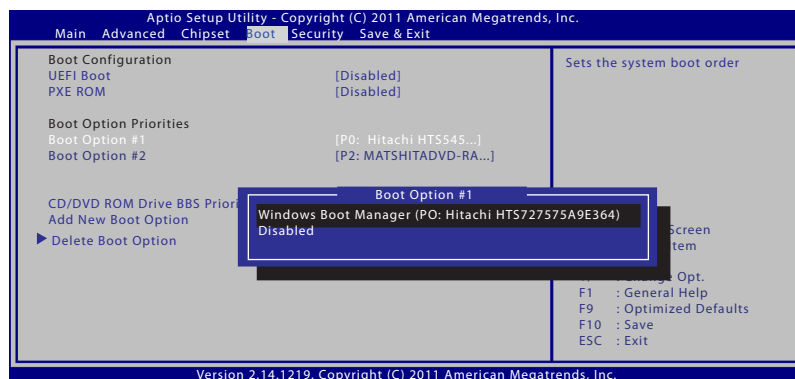 Aptio Setup Utility - Copyright (C) 2011 American Megatrends, Inc.
Main Advanced Chipset Boot Security Save & Exit
Boot Configuration
UEFI Boot [Disabled]
PXE ROM [Disabled]
Boot Option Priorities
Boot Option #1 [P0: Hitachi HTS545...]
Boot Option #2 [P2: MATSHITADVD-RA...]
CD/DVD ROM Drive BBS Priori
Add New Boot Option
Delete Boot Option
Sets the system boot order
Boot Option #1
Windows Boot Manager (PO: Hitachi HTS727575A9E364)
Disabled
Screen
Opt.
F1 : General Help
F9 : Optimized Defaults
F10 : Save
ESC : Exit
Version 2.14.1219. Copyright (C) 2011 American Megatrends, Inc.